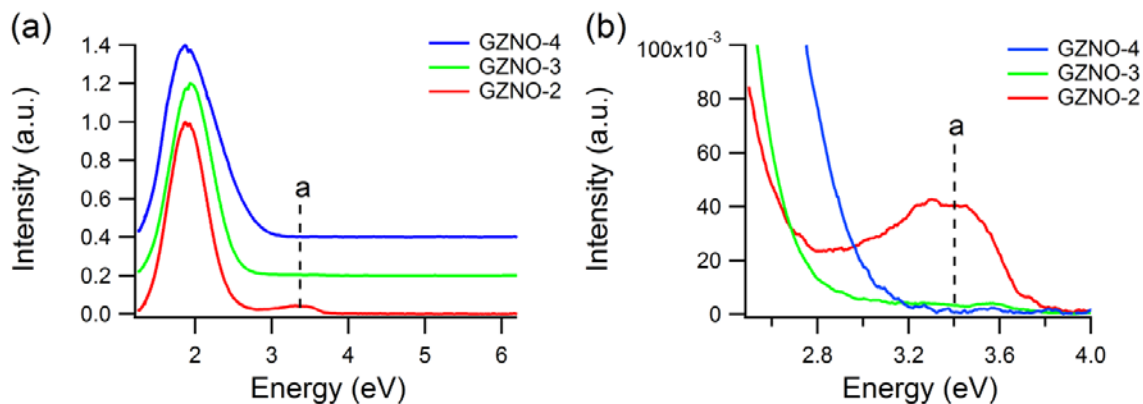 (a)
1.4
1.2
1.0
0.8
0.6
0.4
0.2
0.0
Intensity (a.u.)
GZNO-4
GZNO-3
GZNO-2
a
2 3 4 5 6
Energy (eV)
(b)
100x10⁻³
80
60
40
20
0
Intensity (a.u.)
GZNO-4
GZNO-3
GZNO-2
a
2.8 3.2 3.6 4.0
Energy (eV)